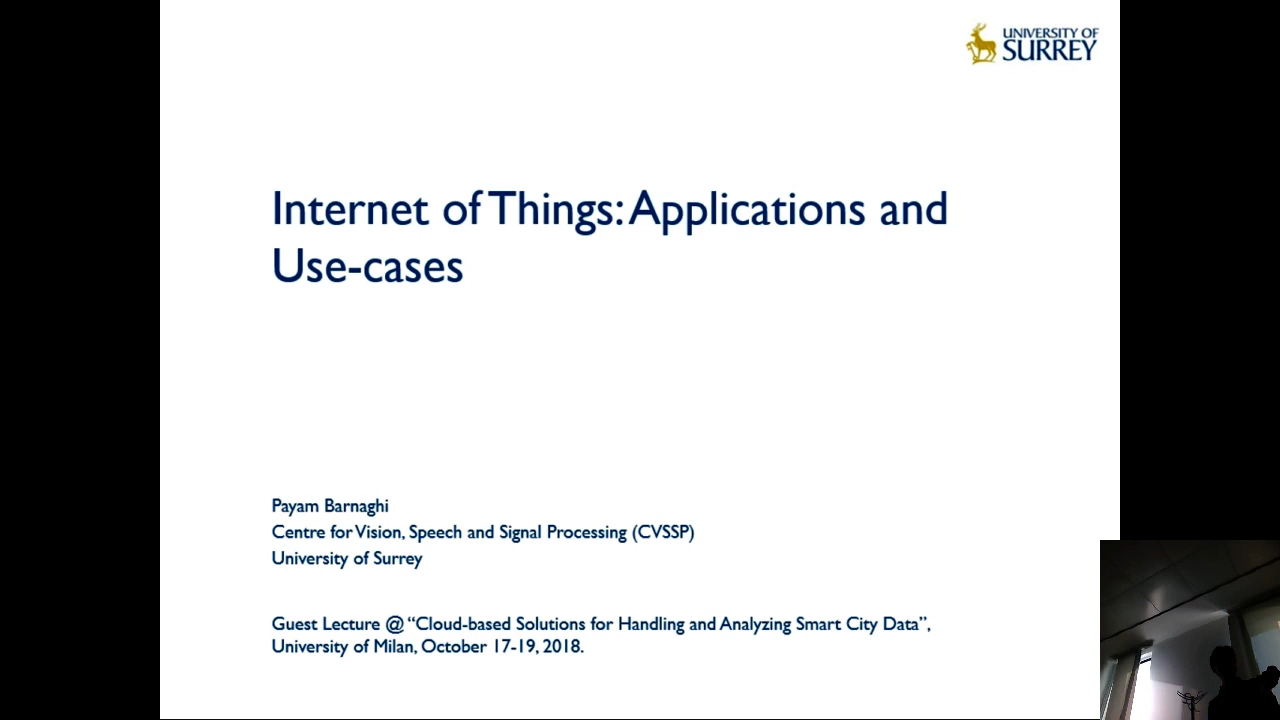 UNIVERSITY OF
SURREY
Internet of Things: Applications and
Use-cases
Payam Barnaghi
Centre for Vision, Speech and Signal Processing (CVSSP)
University of Surrey
Guest Lecture @ “Cloud-based Solutions for Handling and Analyzing Smart City Data”,
University of Milan, October 17-19, 2018.